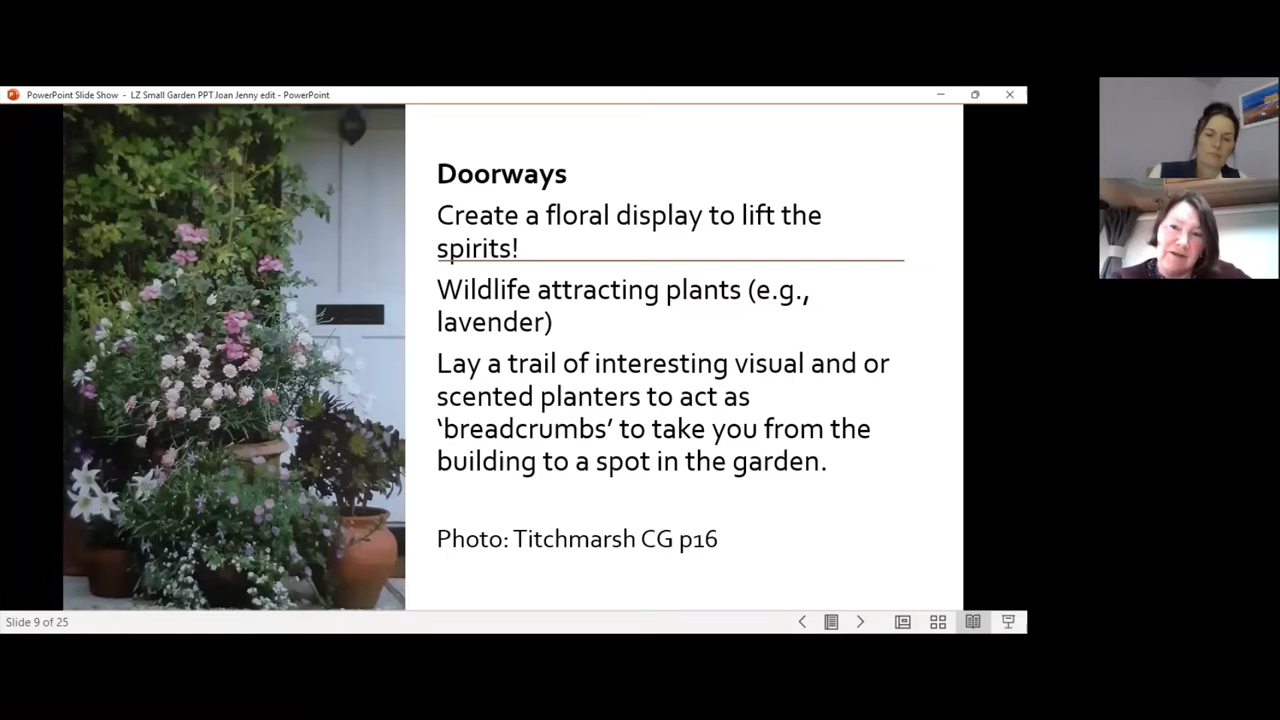 PowerPoint Slide Show - LZ Small Garden PPT Joan Jenny edit - PowerPoint
Doorways
Create a floral display to lift the
spirits!
Wildlife attracting plants (e.g.,
lavender)
Lay a trail of interesting visual and or
scented planters to act as
‘breadcrumbs’ to take you from the
building to a spot in the garden.
Photo: Titchmarsh CG p16
Slide 9 of 25